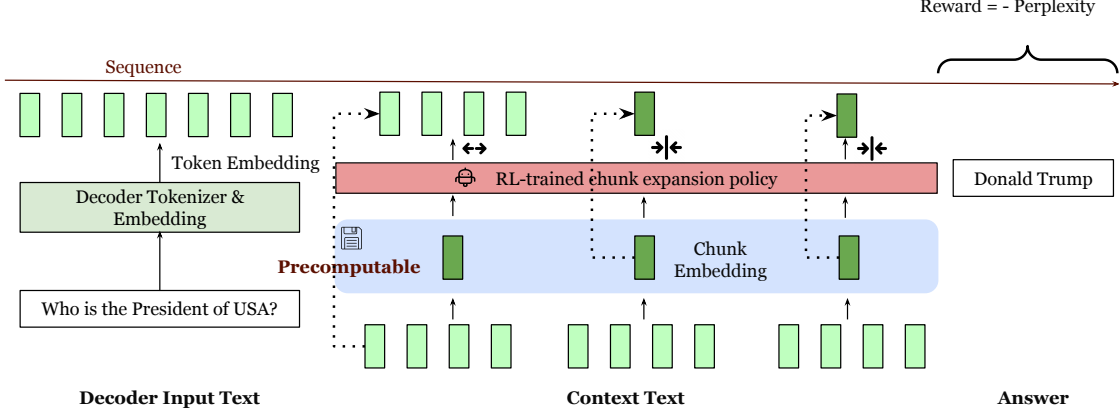 Reward = - Perplexity
Sequence
Token Embedding
RL-trained chunk expansion policy
Donald Trump
Decoder Tokenizer &
Embedding
Chunk
Embedding
Precomputable
Who is the President of USA?
Decoder Input Text
Context Text
Answer